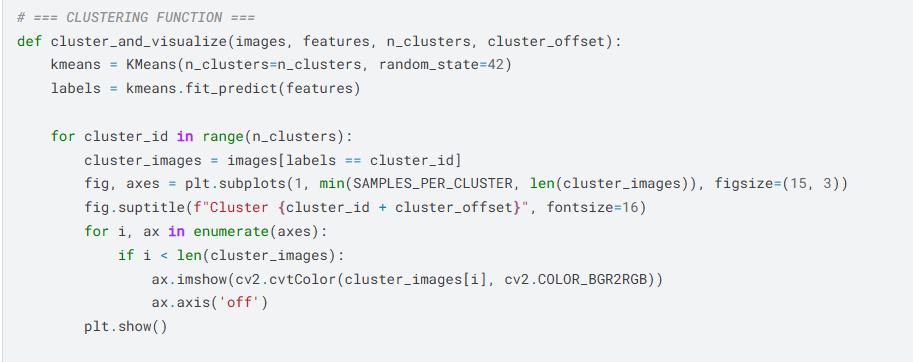 # === CLUSTERING FUNCTION ===
def cluster_and_visualize(images, features, n_clusters, cluster_offset):
    kmeans = KMeans(n_clusters=n_clusters, random_state=42)
    labels = kmeans.fit_predict(features)

    for cluster_id in range(n_clusters):
        cluster_images = images[labels == cluster_id]
        fig, axes = plt.subplots(1, min(SAMPLES_PER_CLUSTER, len(cluster_images)), figsize=(15, 3))
        fig.suptitle(f"Cluster {cluster_id + cluster_offset}", fontsize=16)
        for i, ax in enumerate(axes):
            if i < len(cluster_images):
                ax.imshow(cv2.cvtColor(cluster_images[i], cv2.COLOR_BGR2RGB))
                ax.axis('off')
        plt.show()